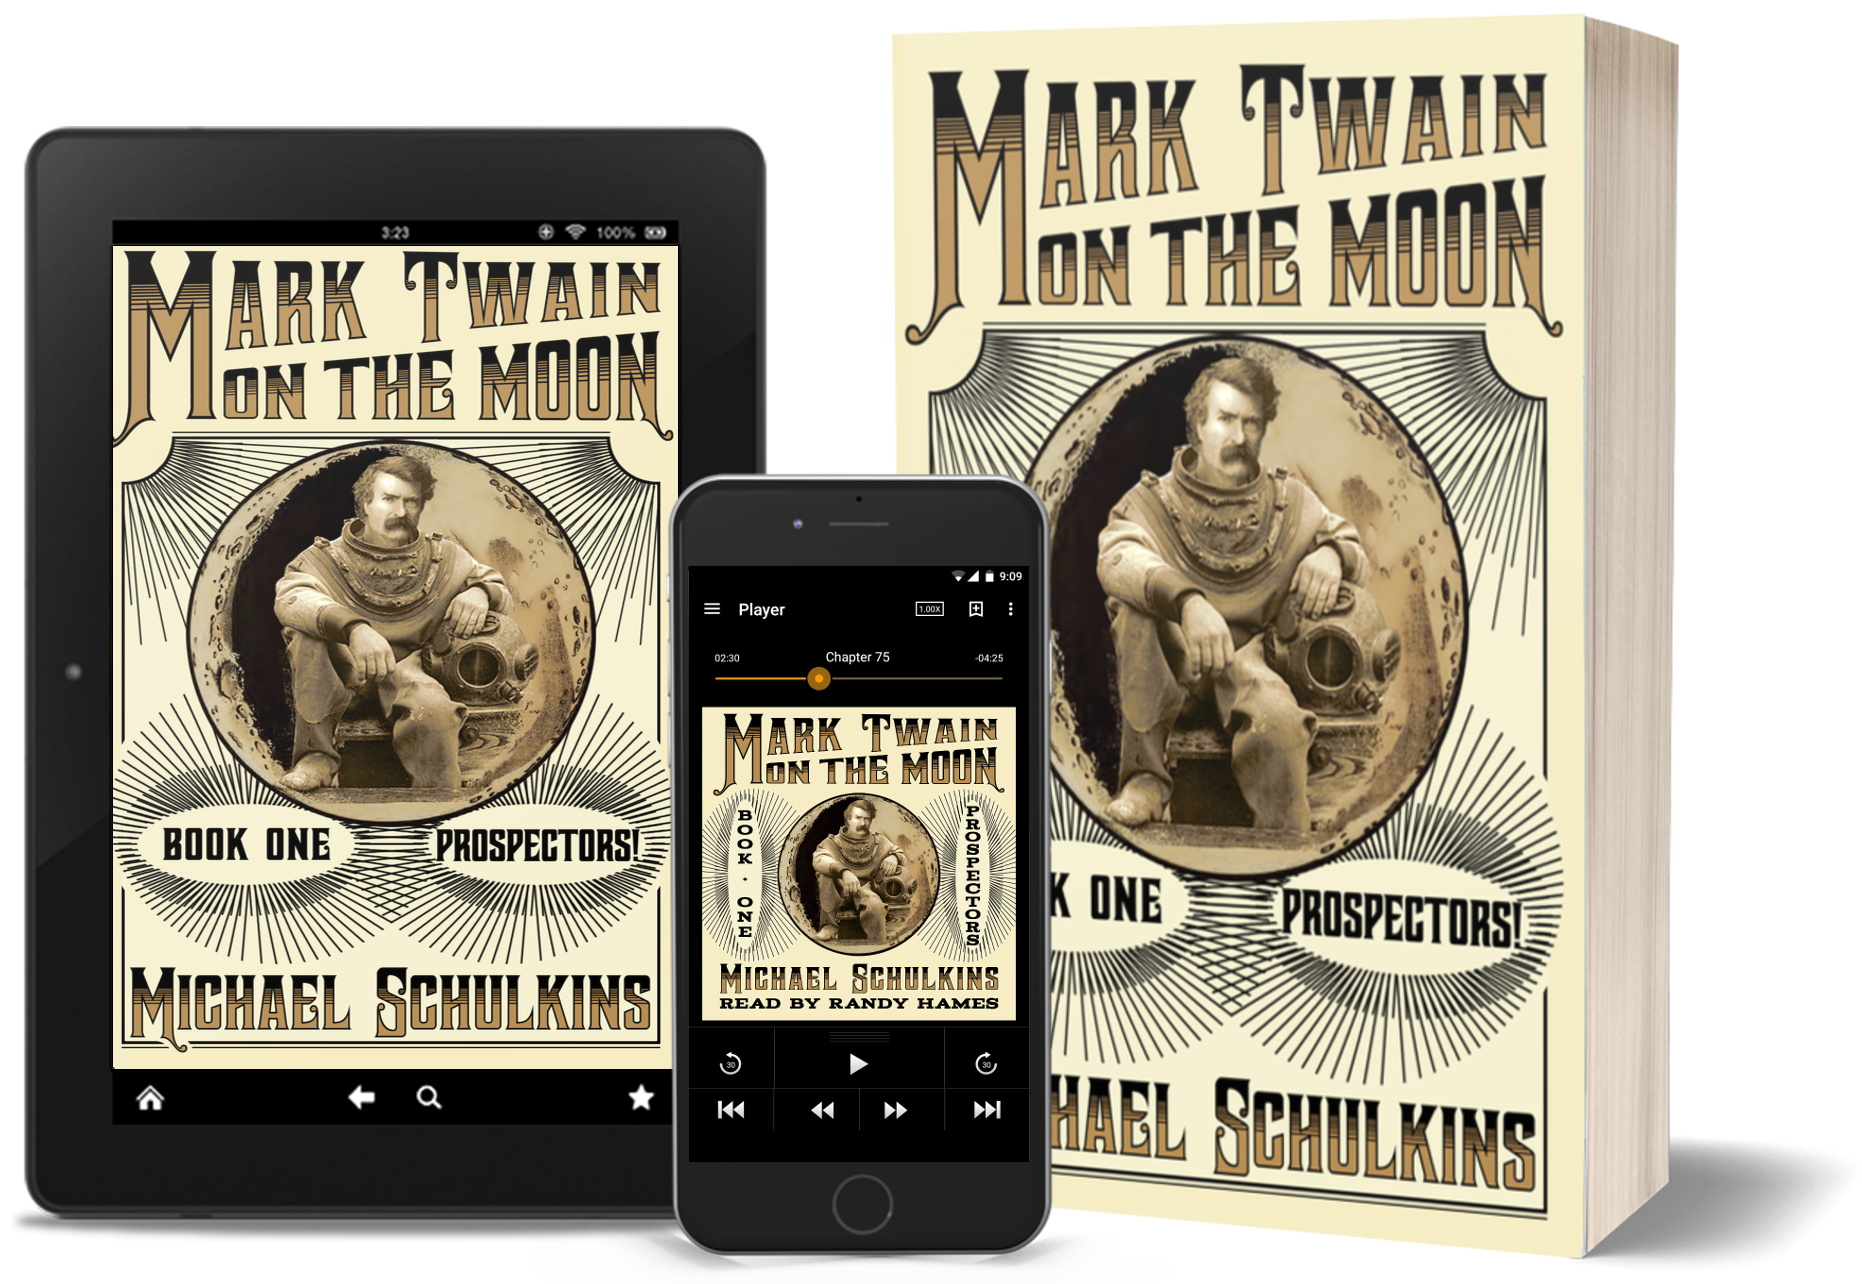 3:23
100%
MARK TWAIN
ON THE MOON
BOOK ONE
PROSPECTORS!
MICHAEL SCHULKINS
9:09
Player
1.00X
02:30
Chapter 75
-04:25
MARK TWAIN
ON THE MOON
BOOK · ONE
PROSPECTORS
MICHAEL SCHULKINS
READ BY RANDY HAMES
30
30
MARK TWAIN
ON THE MOON
K ONE
PROSPECTORS!
HAEL SCHULKINS